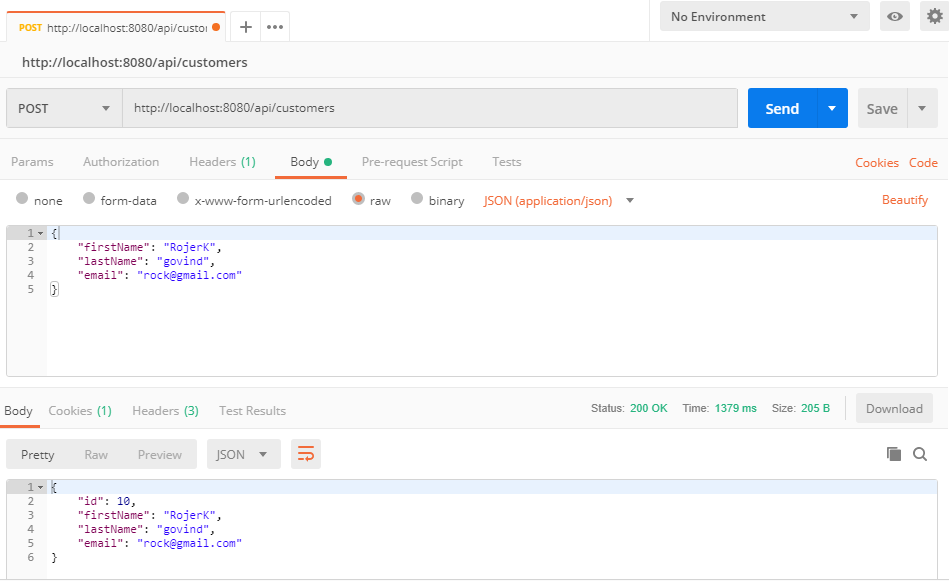 POST http://localhost:8080/api/custo
No Environment
http://localhost:8080/api/customers
POST http://localhost:8080/api/customers Send Save
Params Authorization Headers (1) Body Pre-request Script Tests Cookies Code
none form-data x-www-form-urlencoded raw binary JSON (application/json) Beautify
1 {
2 "firstName": "RojerK",
3 "lastName": "govind",
4 "email": "rock@gmail.com"
5 }
Body Cookies (1) Headers (3) Test Results Status: 200 OK Time: 1379 ms Size: 205 B Download
Pretty Raw Preview JSON
1 {
2 "id": 10,
3 "firstName": "RojerK",
4 "lastName": "govind",
5 "email": "rock@gmail.com"
6 }